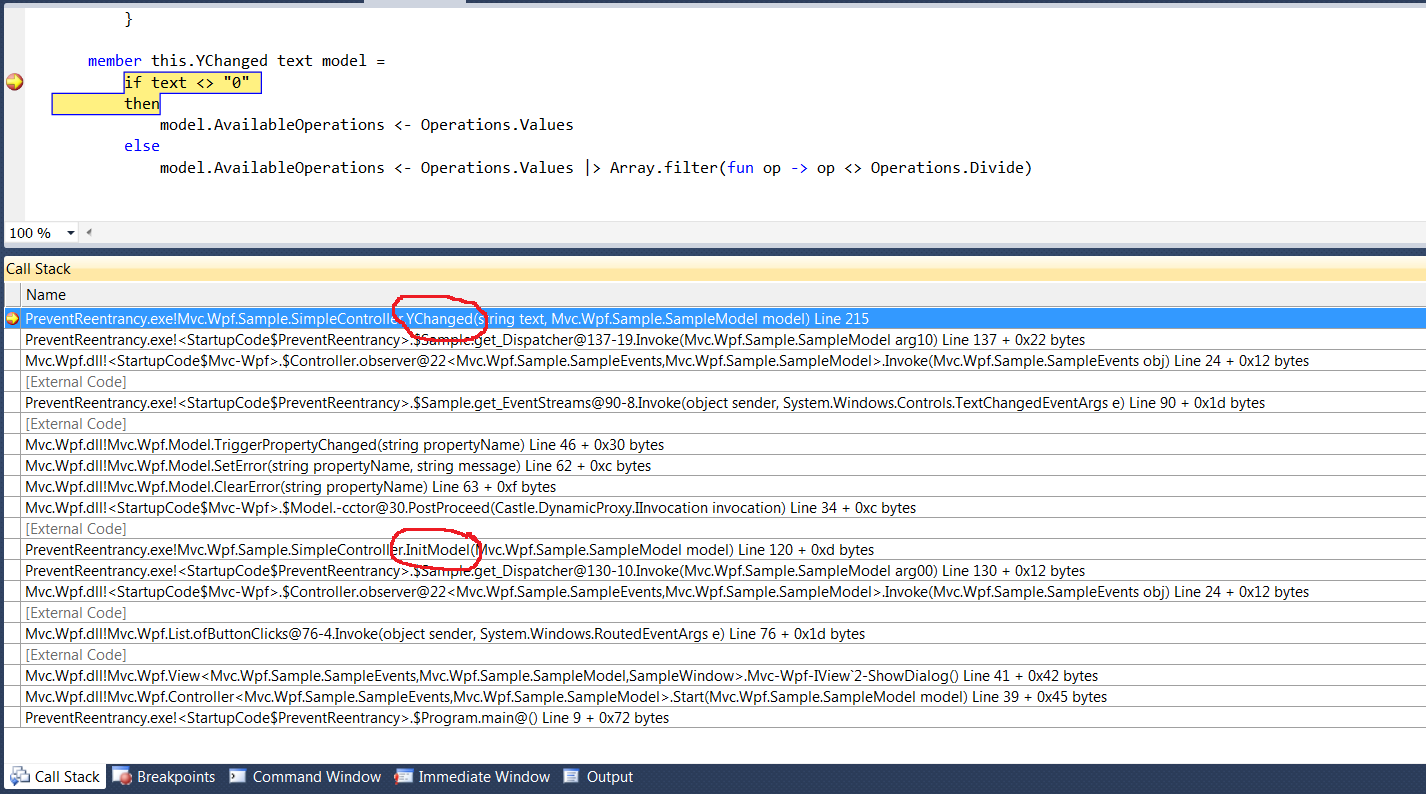 }
member this.YChanged text model =
if text <> "0"
then
model.AvailableOperations <- Operations.Values
else
model.AvailableOperations <- Operations.Values |> Array.filter(fun op -> op <> Operations.Divide)
100 %
Call Stack
Name
PreventReentrancy.exe!Mvc.Wpf.Sample.SimpleController.YChanged(string text, Mvc.Wpf.Sample.SampleModel model) Line 215
PreventReentrancy.exe!<StartupCode$PreventReentrancy>.$Sample.get_Dispatcher@137-19.Invoke(Mvc.Wpf.Sample.SampleModel arg10) Line 137 + 0x22 bytes
Mvc.Wpf.dll!<StartupCode$Mvc-Wpf>.$Controller.observer@22<Mvc.Wpf.Sample.SampleEvents,Mvc.Wpf.Sample.SampleModel>.Invoke(Mvc.Wpf.Sample.SampleEvents obj) Line 24 + 0x12 bytes
[External Code]
PreventReentrancy.exe!<StartupCode$PreventReentrancy>.$Sample.get_EventStreams@90-8.Invoke(object sender, System.Windows.Controls.TextChangedEventArgs e) Line 90 + 0x1d bytes
[External Code]
Mvc.Wpf.dll!Mvc.Wpf.Model.TriggerPropertyChanged(string propertyName) Line 46 + 0x30 bytes
Mvc.Wpf.dll!Mvc.Wpf.Model.SetError(string propertyName, string message) Line 62 + 0xc bytes
Mvc.Wpf.dll!Mvc.Wpf.Model.ClearError(string propertyName) Line 63 + 0xf bytes
Mvc.Wpf.dll!<StartupCode$Mvc-Wpf>.$Model.-cctor@30.PostProceed(Castle.DynamicProxy.IInvocation invocation) Line 34 + 0xc bytes
[External Code]
PreventReentrancy.exe!Mvc.Wpf.Sample.SimpleController.InitModel(Mvc.Wpf.Sample.SampleModel model) Line 120 + 0xd bytes
PreventReentrancy.exe!<StartupCode$PreventReentrancy>.$Sample.get_Dispatcher@130-10.Invoke(Mvc.Wpf.Sample.SampleModel arg00) Line 130 + 0x12 bytes
Mvc.Wpf.dll!<StartupCode$Mvc-Wpf>.$Controller.observer@22<Mvc.Wpf.Sample.SampleEvents,Mvc.Wpf.Sample.SampleModel>.Invoke(Mvc.Wpf.Sample.SampleEvents obj) Line 24 + 0x12 bytes
[External Code]
Mvc.Wpf.dll!Mvc.Wpf.List.ofButtonClicks@76-4.Invoke(object sender, System.Windows.RoutedEventArgs e) Line 76 + 0x1d bytes
[External Code]
Mvc.Wpf.dll!Mvc.Wpf.View<Mvc.Wpf.Sample.SampleEvents,Mvc.Wpf.Sample.SampleModel,SampleWindow>.Mvc-Wpf-IView`2-ShowDialog() Line 41 + 0x42 bytes
Mvc.Wpf.dll!Mvc.Wpf.Controller<Mvc.Wpf.Sample.SampleEvents,Mvc.Wpf.Sample.SampleModel>.Start(Mvc.Wpf.Sample.SampleModel model) Line 39 + 0x45 bytes
PreventReentrancy.exe!<StartupCode$PreventReentrancy>.$Program.main@() Line 9 + 0x72 bytes
Call Stack Breakpoints Command Window Immediate Window Output